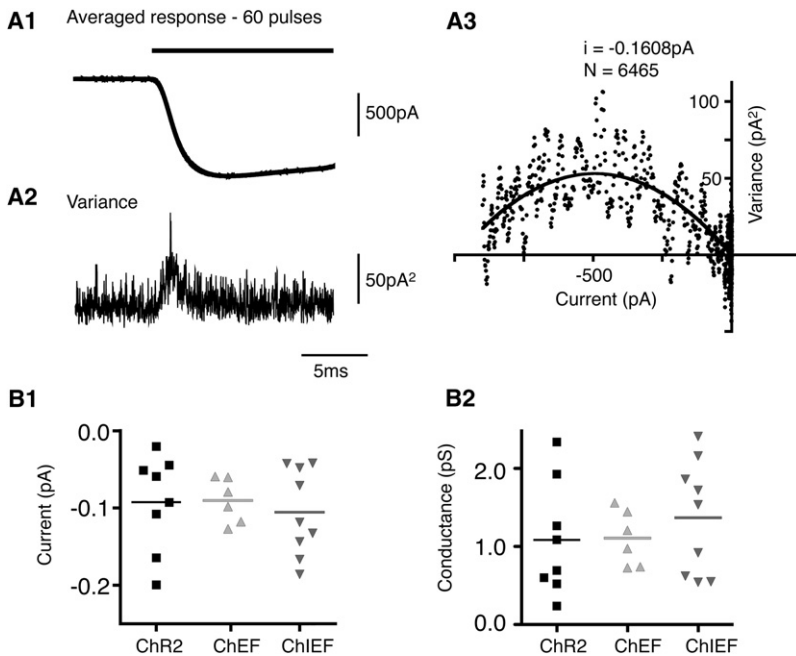 A1
Averaged response - 60 pulses
500pA
A2
Variance
50pA²
5ms
A3
i = -0.1608pA
N = 6465
100
50
Variance (pA²)
-500
Current (pA)
B1
0.0
-0.1
-0.2
Current (pA)
ChR2
ChEF
ChIEF
B2
2.0
1.0
0.0
Conductance (pS)
ChR2
ChEF
ChIEF